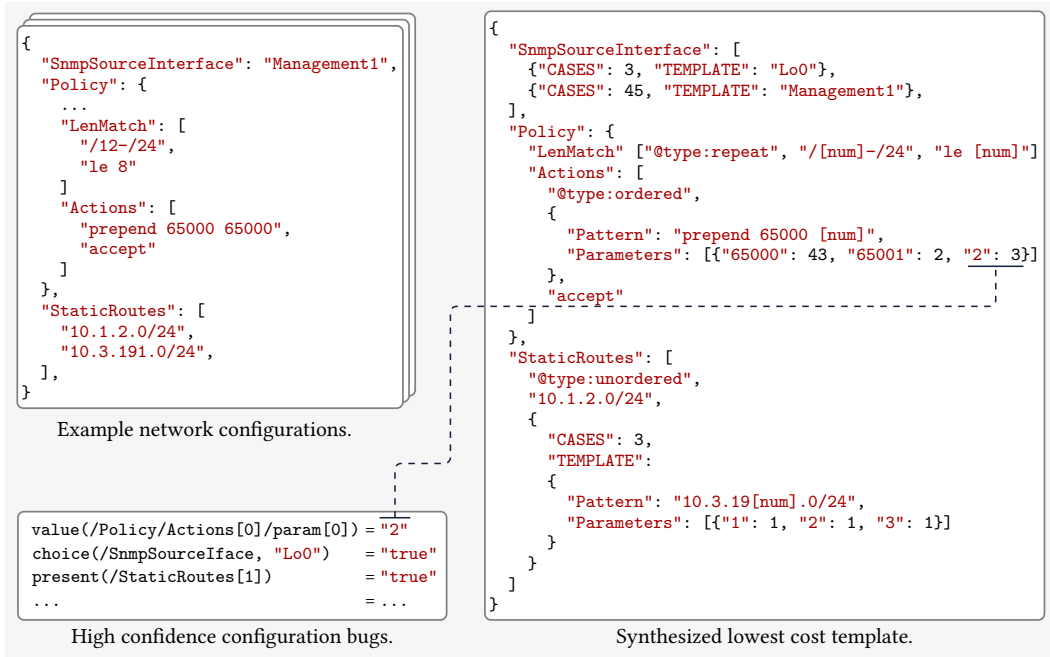 {
  "SnmpSourceInterface": "Management1",
  "Policy": {
    ...
    "LenMatch": [
      "/12-/24",
      "le 8"
    ]
    "Actions": [
      "prepend 65000 65000",
      "accept"
    ]
  },
  "StaticRoutes": [
    "10.1.2.0/24",
    "10.3.191.0/24",
  ],
}
Example network configurations.
value(/Policy/Actions[0]/param[0]) = "2"
choice(/SnmpSourceIface, "Lo0") = "true"
present(/StaticRoutes[1]) = "true"
... = ...
High confidence configuration bugs.
{
  "SnmpSourceInterface": [
    {"CASES": 3, "TEMPLATE": "Lo0"},
    {"CASES": 45, "TEMPLATE": "Management1"},
  ],
  "Policy": {
    "LenMatch" ["@type:repeat", "/[num]-/24", "le [num]"]
    "Actions": [
      "@type:ordered",
      {
        "Pattern": "prepend 65000 [num]",
        "Parameters": [{"65000": 43, "65001": 2, "2": 3}]
      },
      "accept"
    ]
  },
  "StaticRoutes": [
    "@type:unordered",
    "10.1.2.0/24",
    {
      "CASES": 3,
      "TEMPLATE":
      {
        "Pattern": "10.3.19[num].0/24",
        "Parameters": [{"1": 1, "2": 1, "3": 1}]
      }
    }
  ]
}
Synthesized lowest cost template.